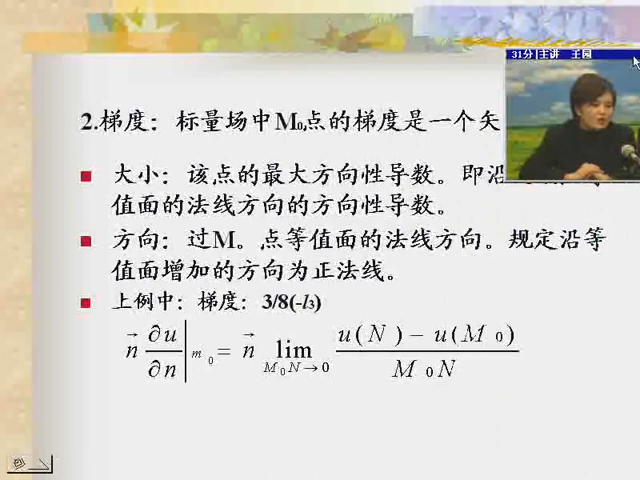 31分|主讲 王园
2.梯度：标量场中M₀点的梯度是一个矢
■ 大小：该点的最大方向性导数。即沿
值面的法线方向的方向性导数。
■ 方向：过M。点等值面的法线方向。规定沿等
值面增加的方向为正法线。
■ 上例中：梯度：3/8(-l₃)
n⃗ ∂u/∂n |m₀ = n⃗ lim M₀N→0 (u(N) − u(M₀))/(M₀N)